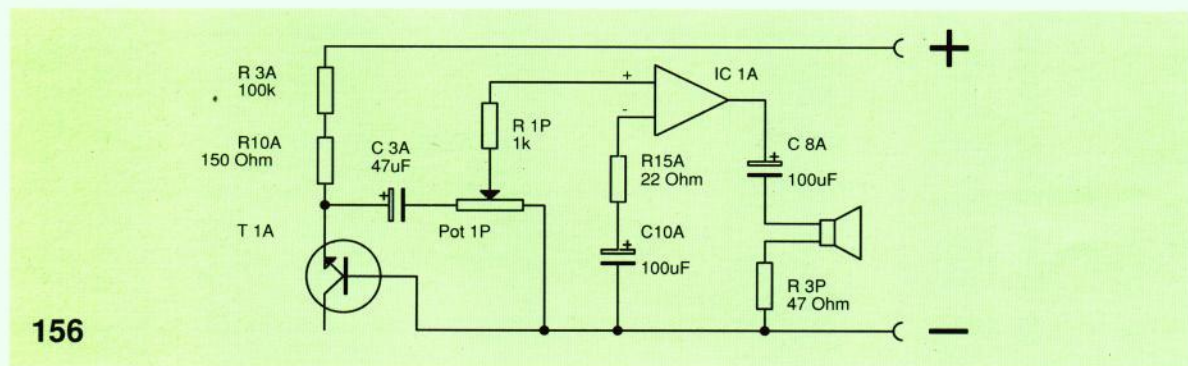 +
R 3A
100k
R10A
150 Ohm
C 3A
47uF
+
R 1P
1k
+
-
IC 1A
R15A
22 Ohm
C 8A
+
100uF
T 1A
Pot 1P
C10A
+
100uF
R 3P
47 Ohm
156
−